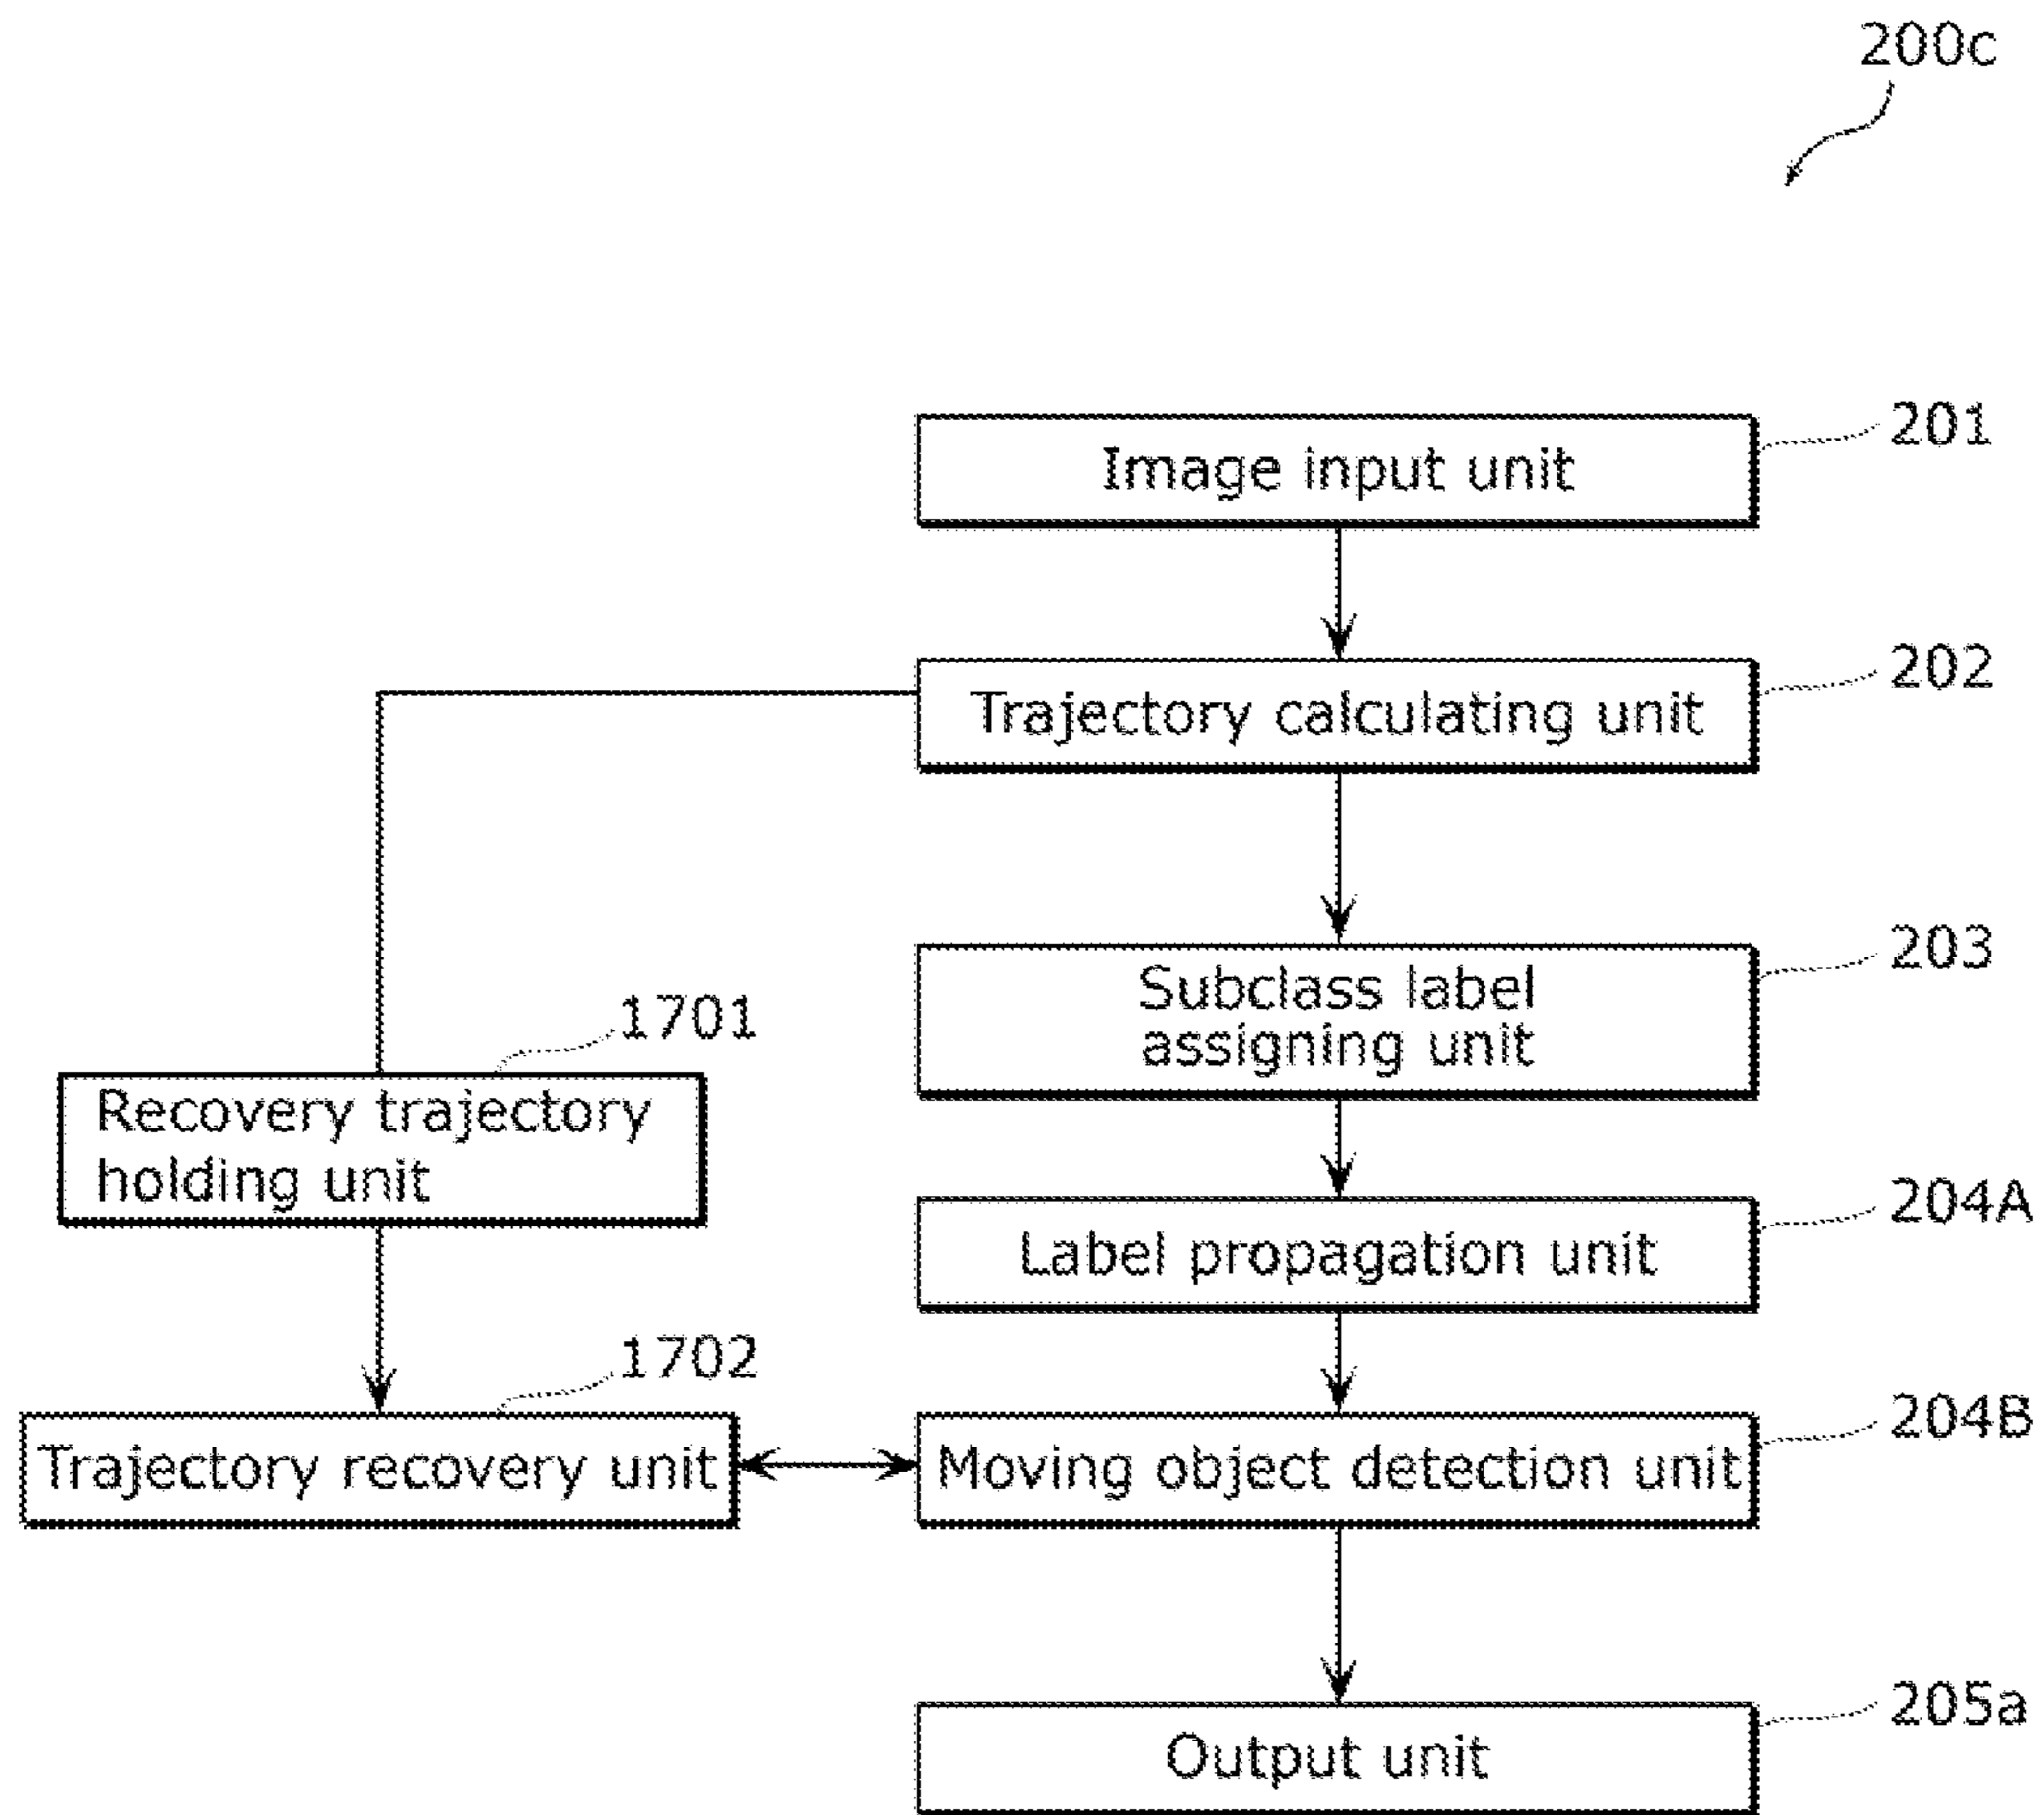 200c
201
Image input unit
202
Trajectory calculating unit
203
Subclass label
assigning unit
1701
Recovery trajectory
holding unit
204A
Label propagation unit
1702
Trajectory recovery unit
204B
Moving object detection unit
205a
Output unit